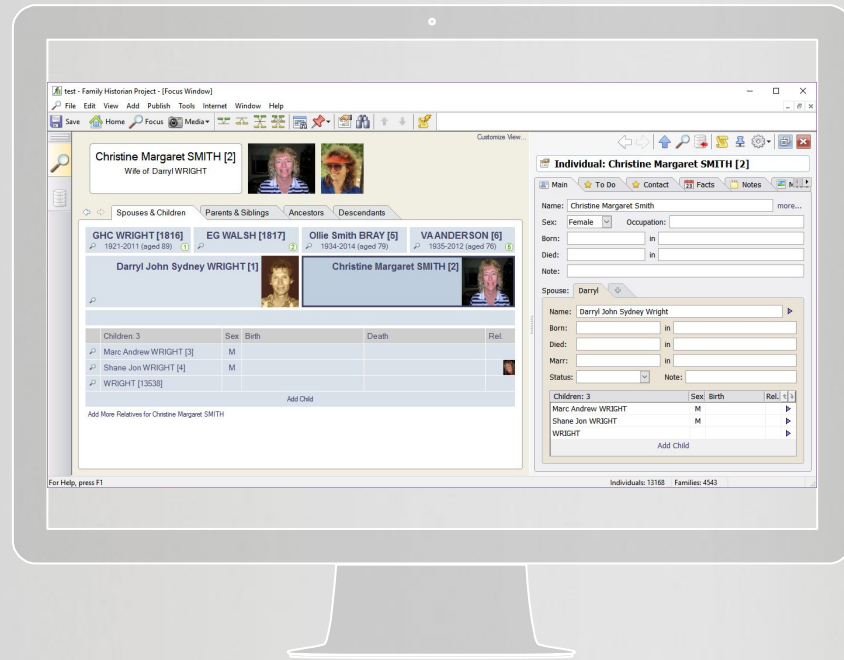 test - Family Historian Project - [Focus Window]
File Edit View Add Publish Tools Internet Window Help
Save Home Focus Media
Customize View...
Christine Margaret SMITH [2]
Wife of Darryl WRIGHT
Spouses & Children Parents & Siblings Ancestors Descendants
GHC WRIGHT [1816] EG WALSH [1817] Ollie Smith BRAY [5] VA ANDERSON [6]
1921-2011 (aged 89) 1 2 1934-2014 (aged 79) 1935-2012 (aged 76) 6
Darryl John Sydney WRIGHT [1] Christine Margaret SMITH [2]
Children: 3 Sex Birth Death Rel.
Marc Andrew WRIGHT [3] M
Shane Jon WRIGHT [4] M
WRIGHT [13538]
Add Child
Add More Relatives for Christine Margaret SMITH
Individual: Christine Margaret SMITH [2]
Main To Do Contact Facts Notes
Name: Christine Margaret Smith more...
Sex: Female Occupation:
Born: in
Died: in
Note:
Spouse: Darryl
Name: Darryl John Sydney Wright
Born: in
Died: in
Marr: in
Status: Note:
Children: 3 Sex Birth Rel.
Marc Andrew WRIGHT M
Shane Jon WRIGHT M
WRIGHT
Add Child
For Help, press F1 Individuals: 13168 Families: 4543